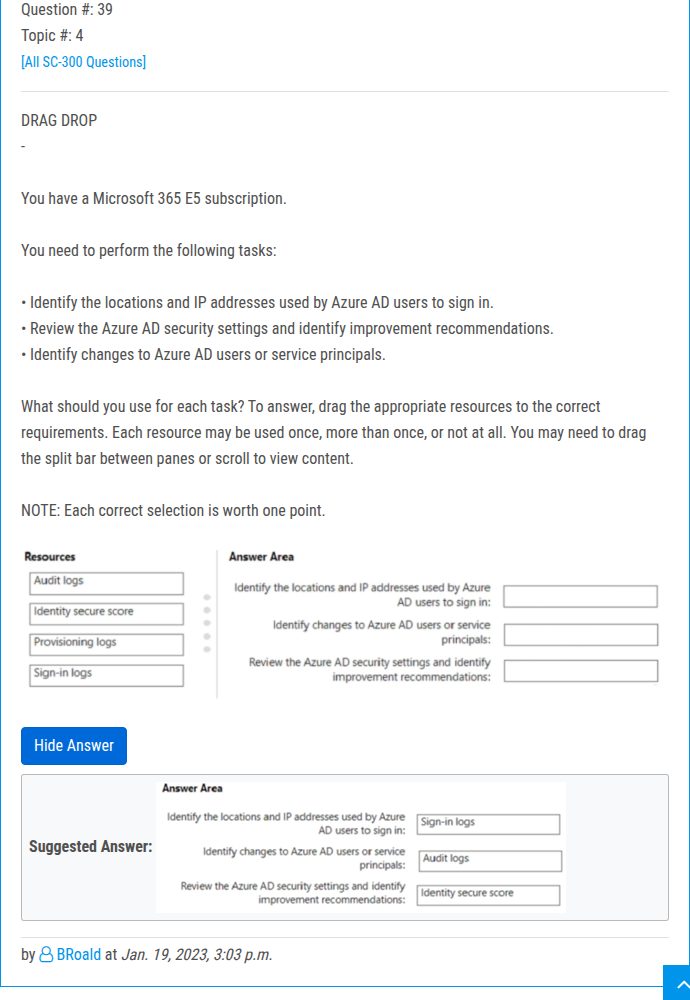 Question #: 39
Topic #: 4
[All SC-300 Questions]
DRAG DROP
-
You have a Microsoft 365 E5 subscription.
You need to perform the following tasks:
• Identify the locations and IP addresses used by Azure AD users to sign in.
• Review the Azure AD security settings and identify improvement recommendations.
• Identify changes to Azure AD users or service principals.
What should you use for each task? To answer, drag the appropriate resources to the correct
requirements. Each resource may be used once, more than once, or not at all. You may need to drag
the split bar between panes or scroll to view content.
NOTE: Each correct selection is worth one point.
Resources
Audit logs
Identity secure score
Provisioning logs
Sign-in logs
Answer Area
Identify the locations and IP addresses used by Azure
AD users to sign in:
Identify changes to Azure AD users or service
principals:
Review the Azure AD security settings and identify
improvement recommendations:
Hide Answer
Suggested Answer:
Answer Area
Identify the locations and IP addresses used by Azure
AD users to sign in:
Sign-in logs
Identify changes to Azure AD users or service
principals:
Audit logs
Review the Azure AD security settings and identify
improvement recommendations:
Identity secure score
by BRoald at Jan. 19, 2023, 3:03 p.m.